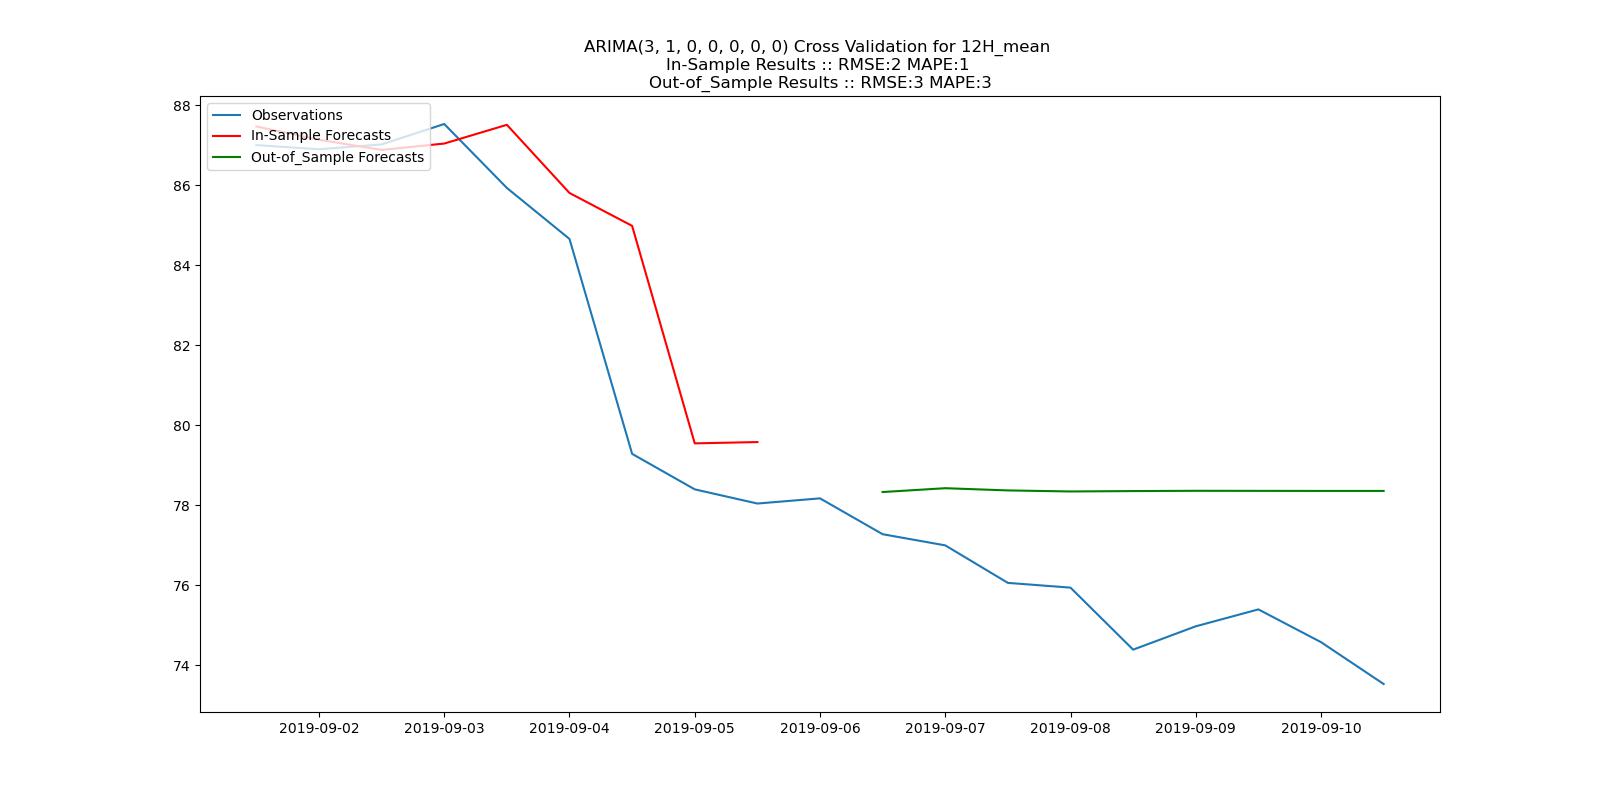 ARIMA(3, 1, 0, 0, 0, 0, 0) Cross Validation for 12H_mean
In-Sample Results :: RMSE:2 MAPE:1
Out-of_Sample Results :: RMSE:3 MAPE:3
Observations
In-Sample Forecasts
Out-of_Sample Forecasts
88
86
84
82
80
78
76
74
2019-09-02 2019-09-03 2019-09-04 2019-09-05 2019-09-06 2019-09-07 2019-09-08 2019-09-09 2019-09-10